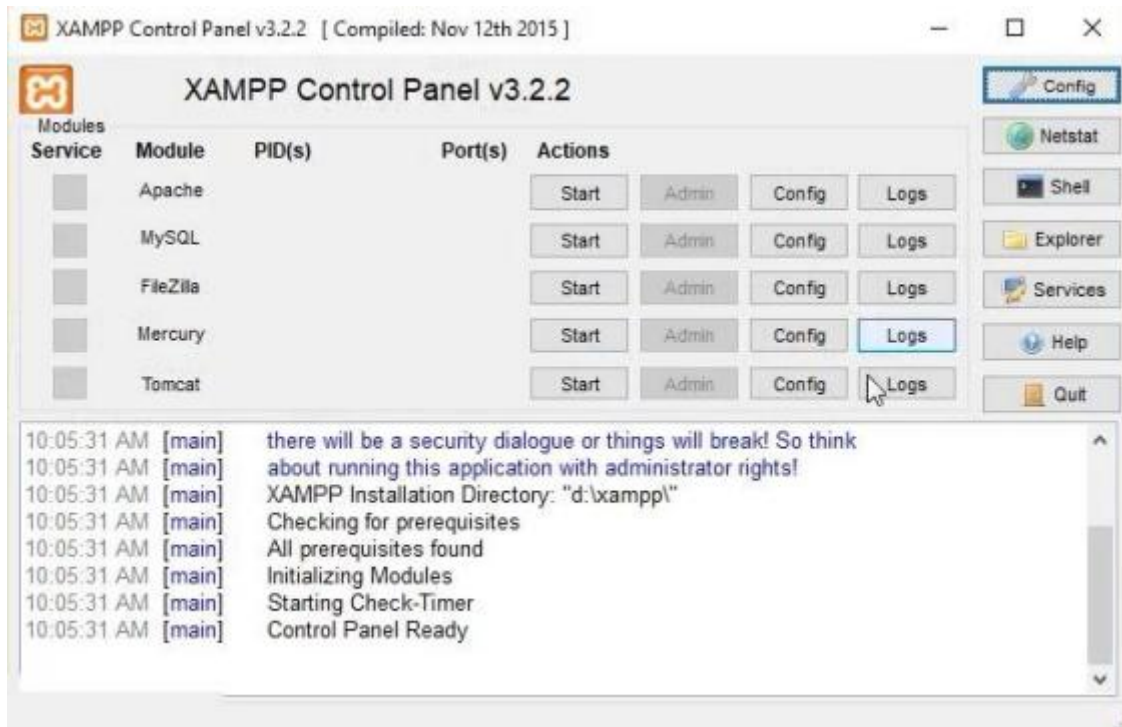 XAMPP Control Panel v3.2.2 [ Compiled: Nov 12th 2015 ]
XAMPP Control Panel v3.2.2
Config
Modules
Netstat
Service Module PID(s) Port(s) Actions
Apache Start Admin Config Logs
Shell
MySQL Start Admin Config Logs
Explorer
FileZilla Start Admin Config Logs
Services
Mercury Start Admin Config Logs
Help
Tomcat Start Admin Config Logs
Quit
10:05:31 AM [main] there will be a security dialogue or things will break! So think
10:05:31 AM [main] about running this application with administrator rights!
10:05:31 AM [main] XAMPP Installation Directory: "d:\xampp\"
10:05:31 AM [main] Checking for prerequisites
10:05:31 AM [main] All prerequisites found
10:05:31 AM [main] Initializing Modules
10:05:31 AM [main] Starting Check-Timer
10:05:31 AM [main] Control Panel Ready